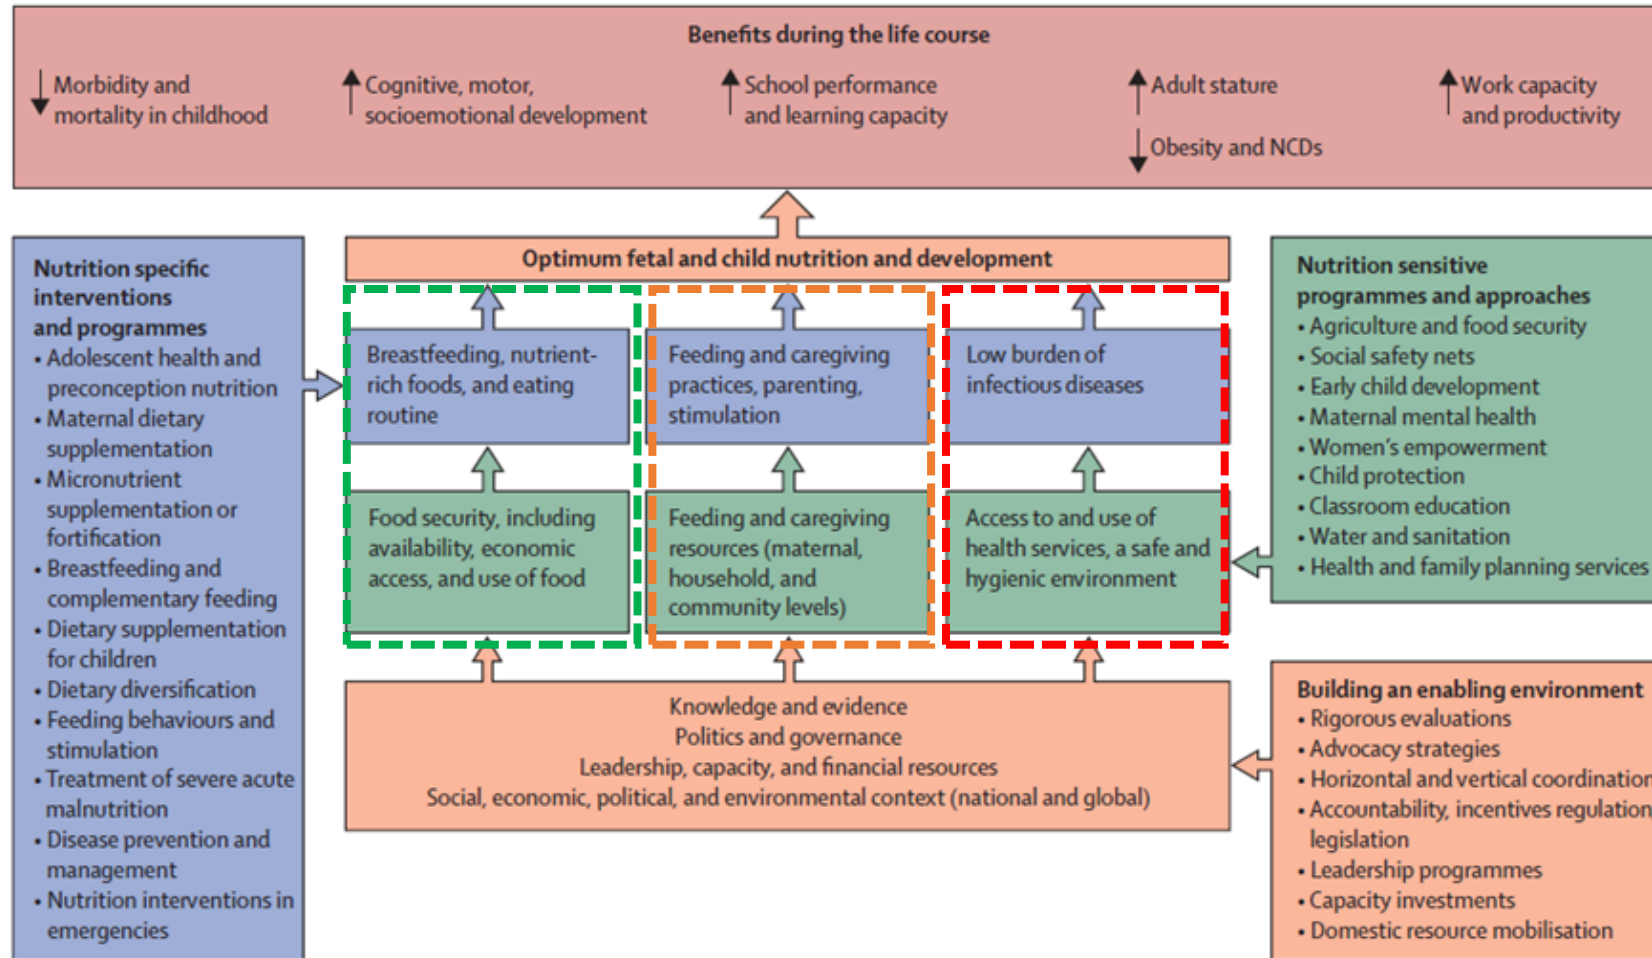 Benefits during the life course
Morbidity and
mortality in childhood
Cognitive, motor,
socioemotional development
School performance
and learning capacity
Adult stature
Obesity and NCDs
Work capacity
and productivity
Nutrition specific
interventions
and programmes
• Adolescent health and
preconception nutrition
• Maternal dietary
supplementation
• Micronutrient
supplementation or
fortification
• Breastfeeding and
complementary feeding
• Dietary supplementation
for children
• Dietary diversification
• Feeding behaviours and
stimulation
• Treatment of severe acute
malnutrition
• Disease prevention and
management
• Nutrition interventions in
emergencies
Optimum fetal and child nutrition and development
Breastfeeding, nutrient-
rich foods, and eating
routine
Feeding and caregiving
practices, parenting,
stimulation
Low burden of
infectious diseases
Food security, including
availability, economic
access, and use of food
Feeding and caregiving
resources (maternal,
household, and
community levels)
Access to and use of
health services, a safe and
hygienic environment
Knowledge and evidence
Politics and governance
Leadership, capacity, and financial resources
Social, economic, political, and environmental context (national and global)
Nutrition sensitive
programmes and approaches
• Agriculture and food security
• Social safety nets
• Early child development
• Maternal mental health
• Women's empowerment
• Child protection
• Classroom education
• Water and sanitation
• Health and family planning services
Building an enabling environment
• Rigorous evaluations
• Advocacy strategies
• Horizontal and vertical coordination
• Accountability, incentives regulation,
legislation
• Leadership programmes
• Capacity investments
• Domestic resource mobilisation